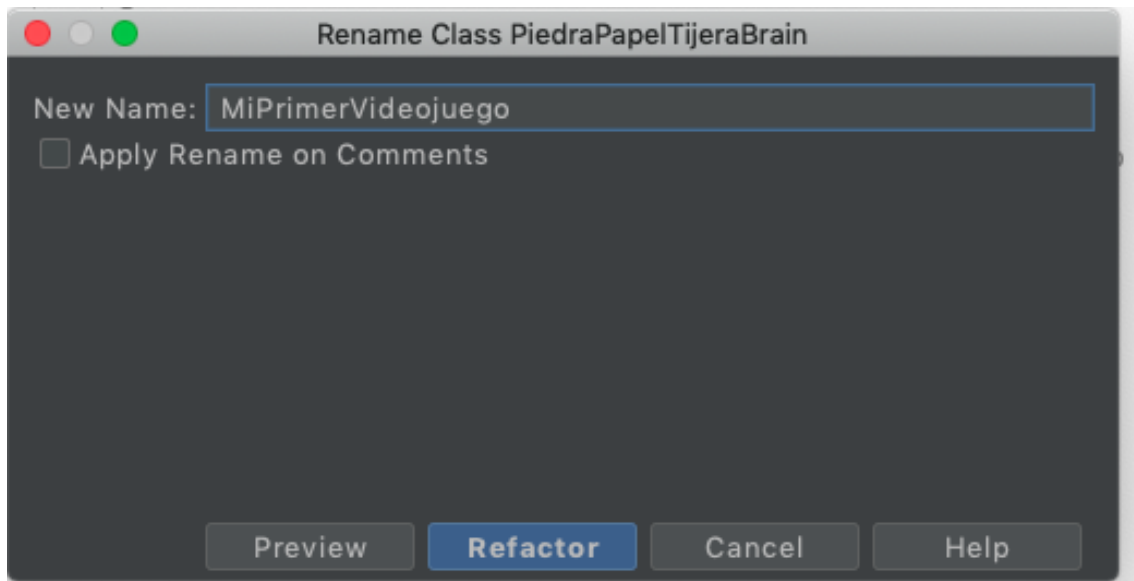 Rename Class PiedraPapelTijeraBrain
New Name: MiPrimerVideojuego
Apply Rename on Comments
Preview Refactor Cancel Help